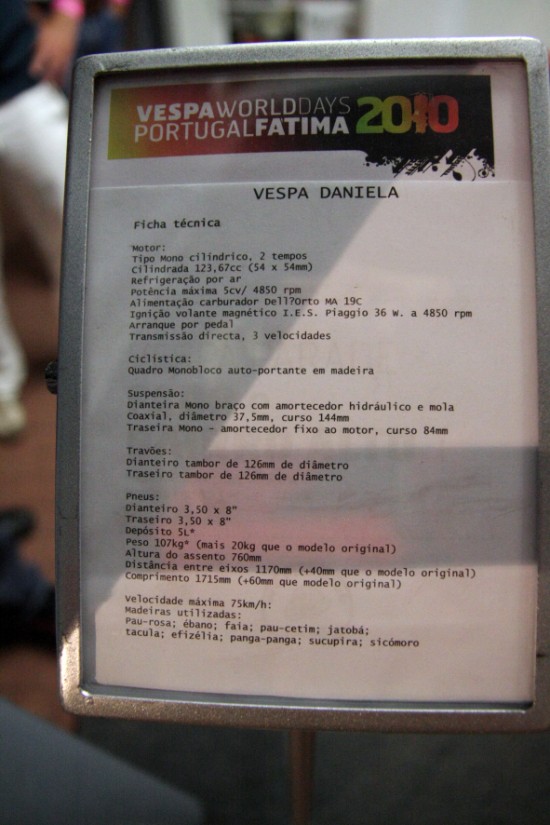 VESPAWORLDDAYS 2010
PORTUGALFATIMA
VESPA DANIELA
Ficha técnica
Motor:
Tipo Mono cilíndrico, 2 tempos
Cilindrada 123,67cc (54 x 54mm)
Refrigeração por ar
Potência máxima 5cv/ 4850 rpm
Alimentação carburador Dell?Orto MA 19C
Ignição volante magnético I.E.S. Piaggio 36 W. a 4850 rpm
Arranque por pedal
Transmissão directa, 3 velocidades
Ciclística:
Quadro Monobloco auto-portante em madeira
Suspensão:
Dianteira Mono braço com amortecedor hidráulico e mola
Coaxial, diâmetro 37,5mm, curso 144mm
Traseira Mono - amortecedor fixo ao motor, curso 84mm
Travões:
Dianteiro tambor de 126mm de diâmetro
Traseiro tambor de 126mm de diâmetro
Pneus:
Dianteiro 3,50 x 8"
Traseiro 3,50 x 8"
Depósito 5L*
Peso 107kg* (mais 20kg que o modelo original)
Altura do assento 760mm
Distância entre eixos 1170mm (+40mm que o modelo original)
Comprimento 1715mm (+60mm que modelo original)
Velocidade máxima 75km/h:
Madeiras utilizadas:
Pau-rosa; ébano; faia; pau-cetim; jatobá;
tacula; efizélia; panga-panga; sucupira; sicómoro